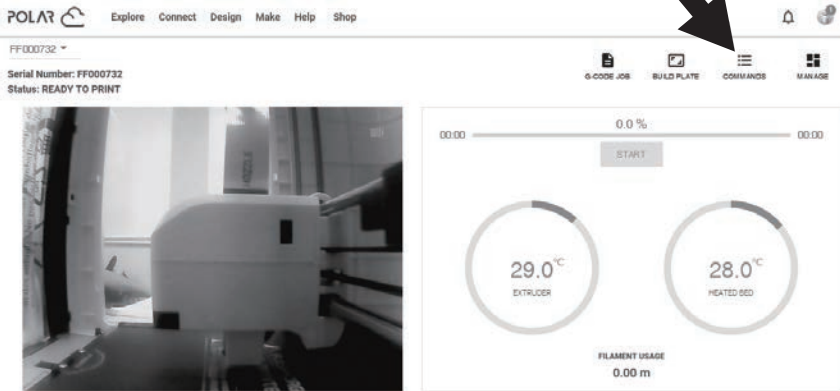 POLAR
Explore Connect Design Make Help Shop
FF000732
Serial Number: FF000732
Status: READY TO PRINT
G-CODE JOB BUILD PLATE COMMANDS MANAGE
0.0 %
00:00 00:00
START
NOZZLE
29.0 °C
EXTRUDER
28.0 °C
HEATED BED
FILAMENT USAGE
0.00 m